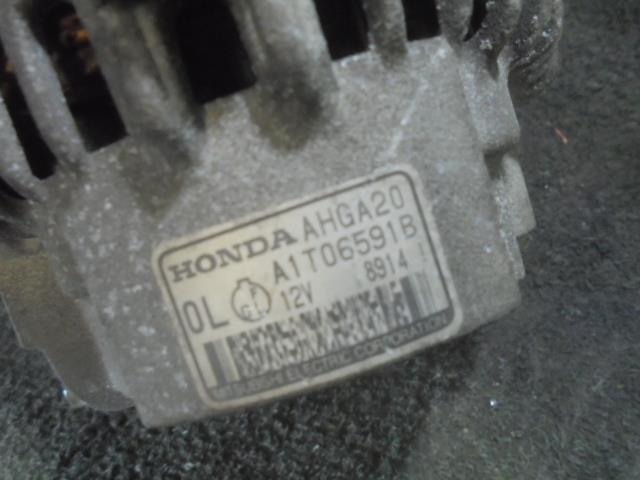 HONDA AHGA20
A1T06591B
0L 12V 8914
MITSUBISHI ELECTRIC CORPORATION